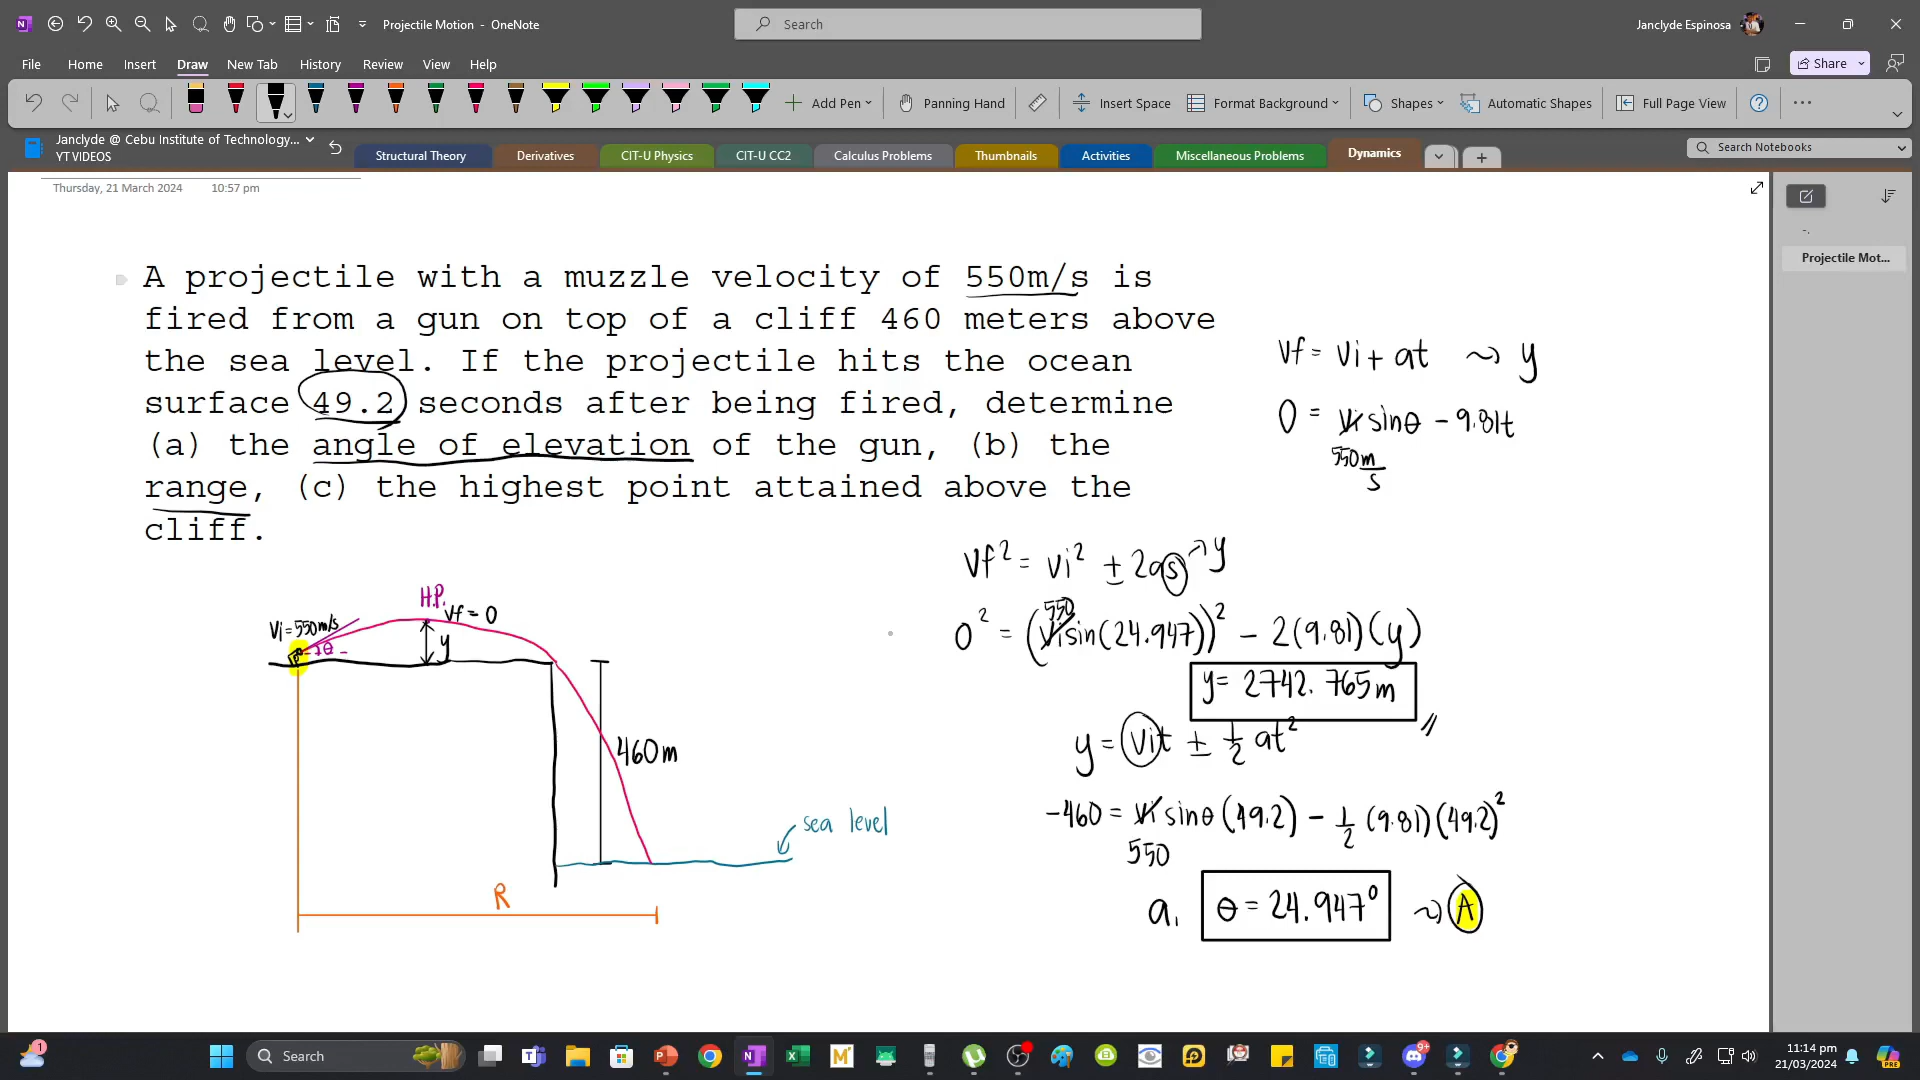 Projectile Motion - OneNote
Search
Janclyde Espinosa
File Home Insert Draw New Tab History Review View Help
Share
Add Pen
Panning Hand
Insert Space
Format Background
Shapes
Automatic Shapes
Full Page View
Janclyde @ Cebu Institute of Technology...
YT VIDEOS
Structural Theory
Derivatives
CIT-U Physics
CIT-U CC2
Calculus Problems
Thumbnails
Activities
Miscellaneous Problems
Dynamics
Search Notebooks
Thursday, 21 March 2024 10:57 pm
Projectile Mot...
A projectile with a muzzle velocity of 550m/s is
fired from a gun on top of a cliff 460 meters above
the sea level. If the projectile hits the ocean
surface 49.2 seconds after being fired, determine
(a) the angle of elevation of the gun, (b) the
range, (c) the highest point attained above the
cliff.
Vf = Vi + at ~> y
0 = Vi sinθ - 9.81t
550 m/s
H.P.
Vf = 0
Vi = 550m/s
θ
y
460m
sea level
R
Vf² = Vi² ± 2as → y
550
0² = (Vi sin(24.947))² - 2(9.81)(y)
y = 2742.765m //
y = Vit ± 1/2 at²
-460 = Vi sinθ (49.2) - 1/2 (9.81)(49.2)²
550
a. θ = 24.947° ~> A
1
Search
9+
11:14 pm
21/03/2024
PRE